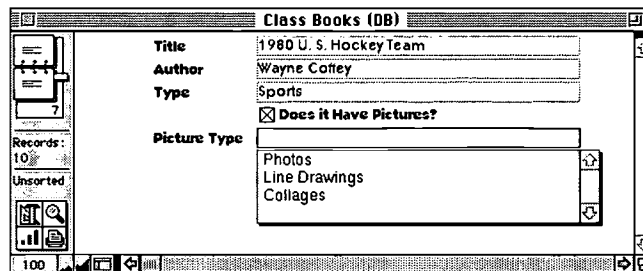 Class Books (DB)
Title 1980 U. S. Hockey Team
Author Wayne Coffey
Type Sports
Does it Have Pictures?
Picture Type
Photos
Line Drawings
Collages
7
Records:
10
Unsorted
100